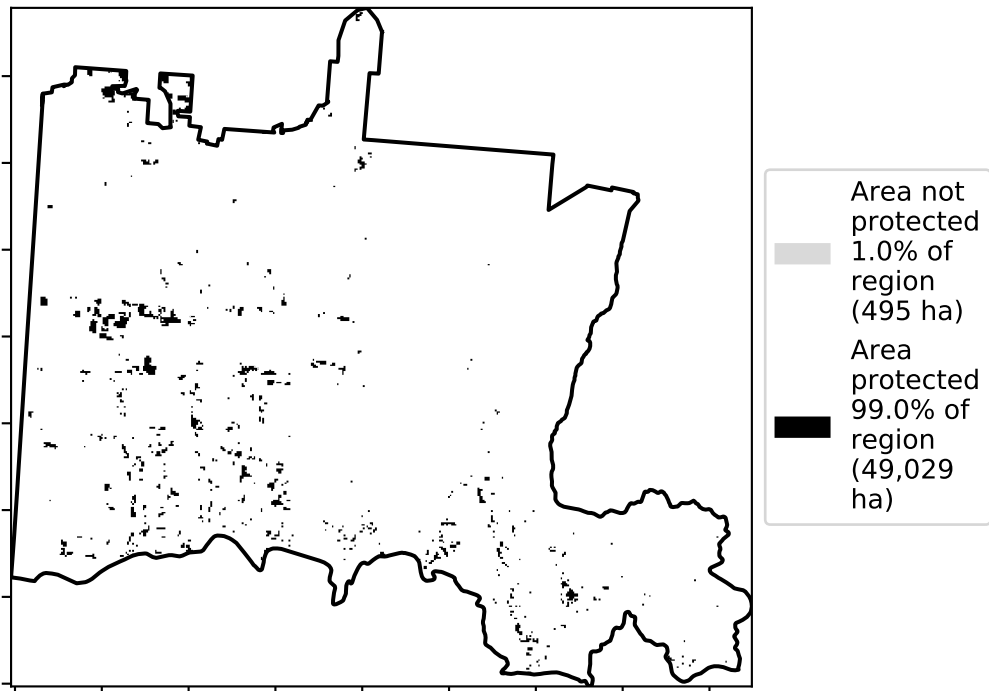 Area not
protected
1.0% of
region
(495 ha)
Area
protected
99.0% of
region
(49,029
ha)